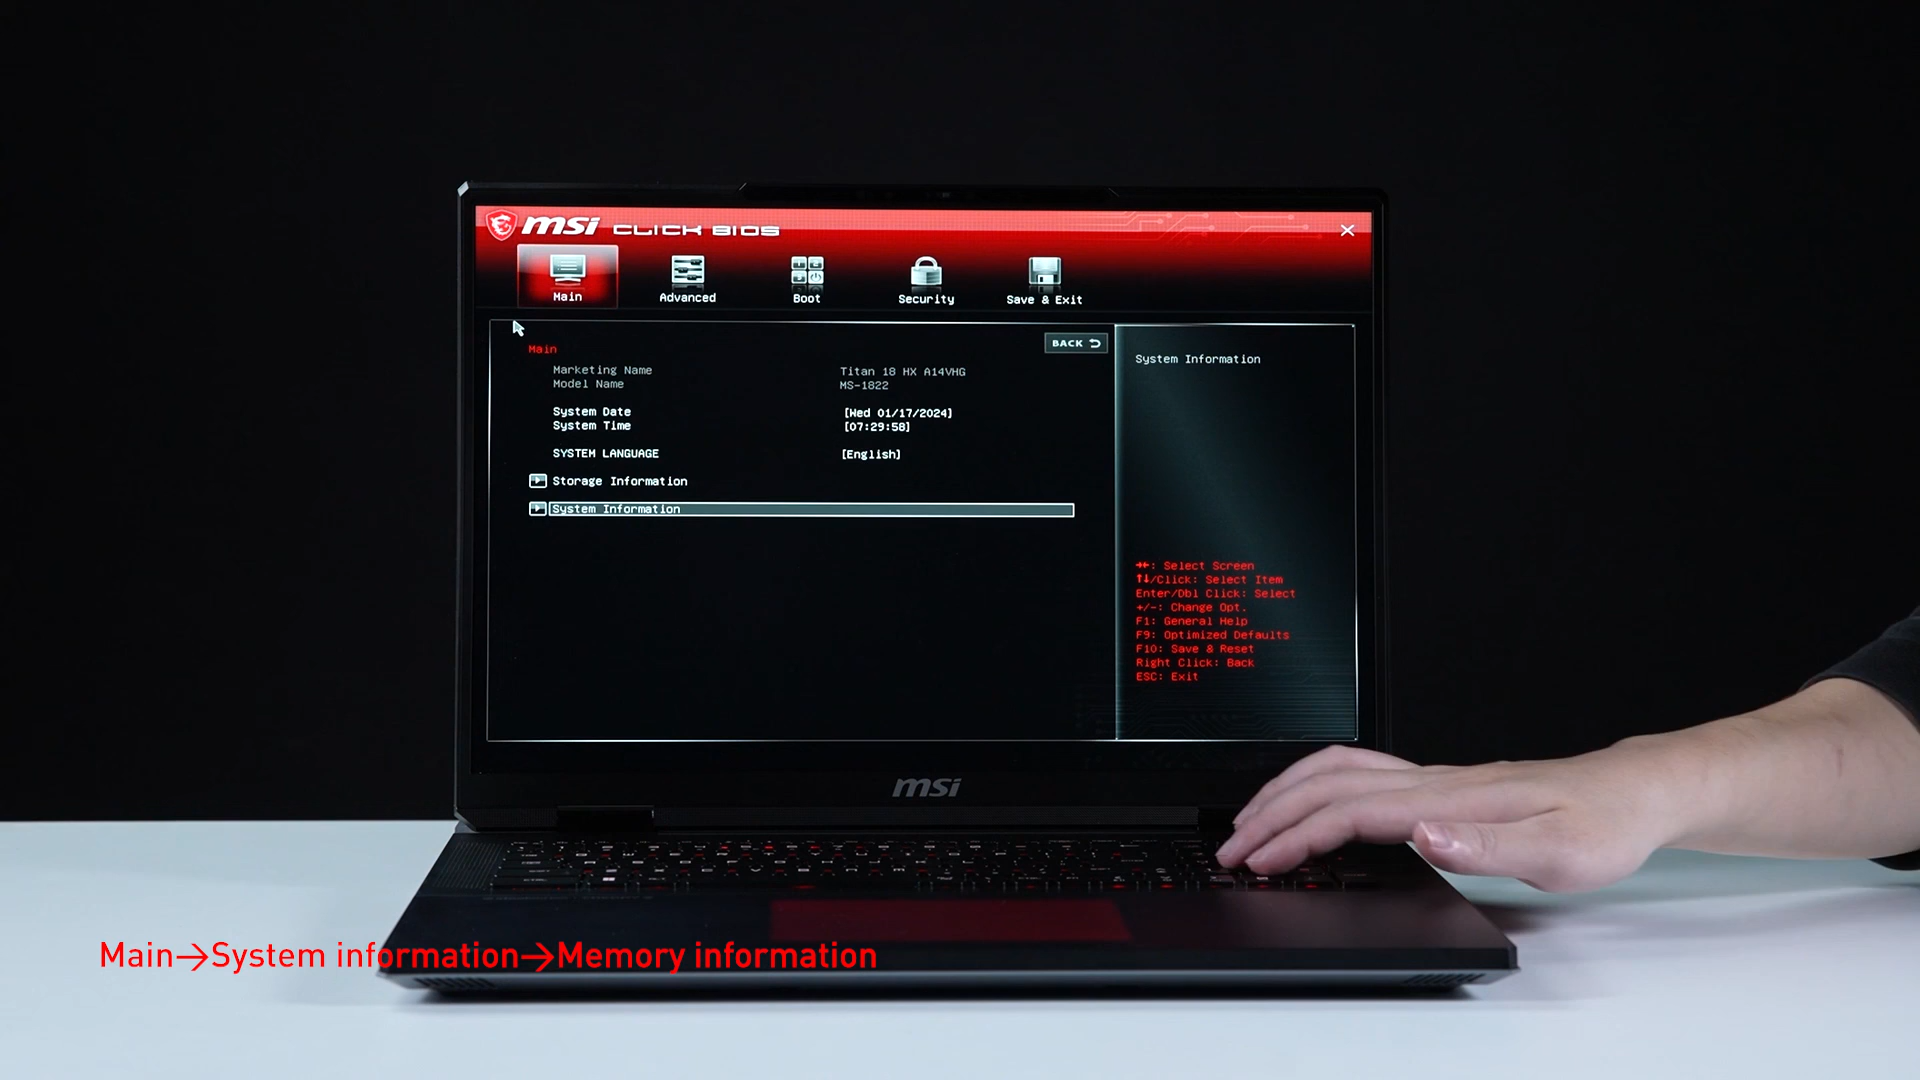 msi CLICK BIOS
Main
Advanced
Boot
Security
Save & Exit
Main
BACK
Marketing Name Titan 18 HX A14VHG
Model Name MS-1822
System Date [Wed 01/17/2024]
System Time [07:29:58]
SYSTEM LANGUAGE [English]
Storage Information
System Information
System Information
→←: Select Screen
↑↓/Click: Select Item
Enter/Dbl Click: Select
+/-: Change Opt.
F1: General Help
F9: Optimized Defaults
F10: Save & Reset
Right Click: Back
ESC: Exit
msi
Main→System information→Memory information